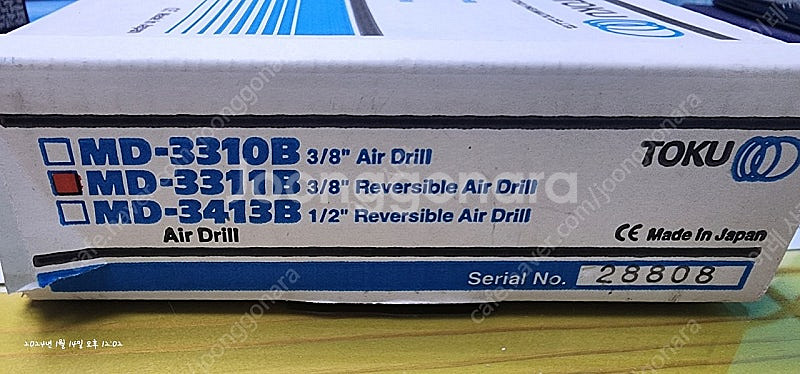 TOKU
MD-3310B 3/8" Air Drill
MD-3311B 3/8" Reversible Air Drill
MD-3413B 1/2" Reversible Air Drill
Air Drill
TOKU
CE Made In Japan
Serial No. 28808
joonggonara
2024년 1월 14일 오후 12:02